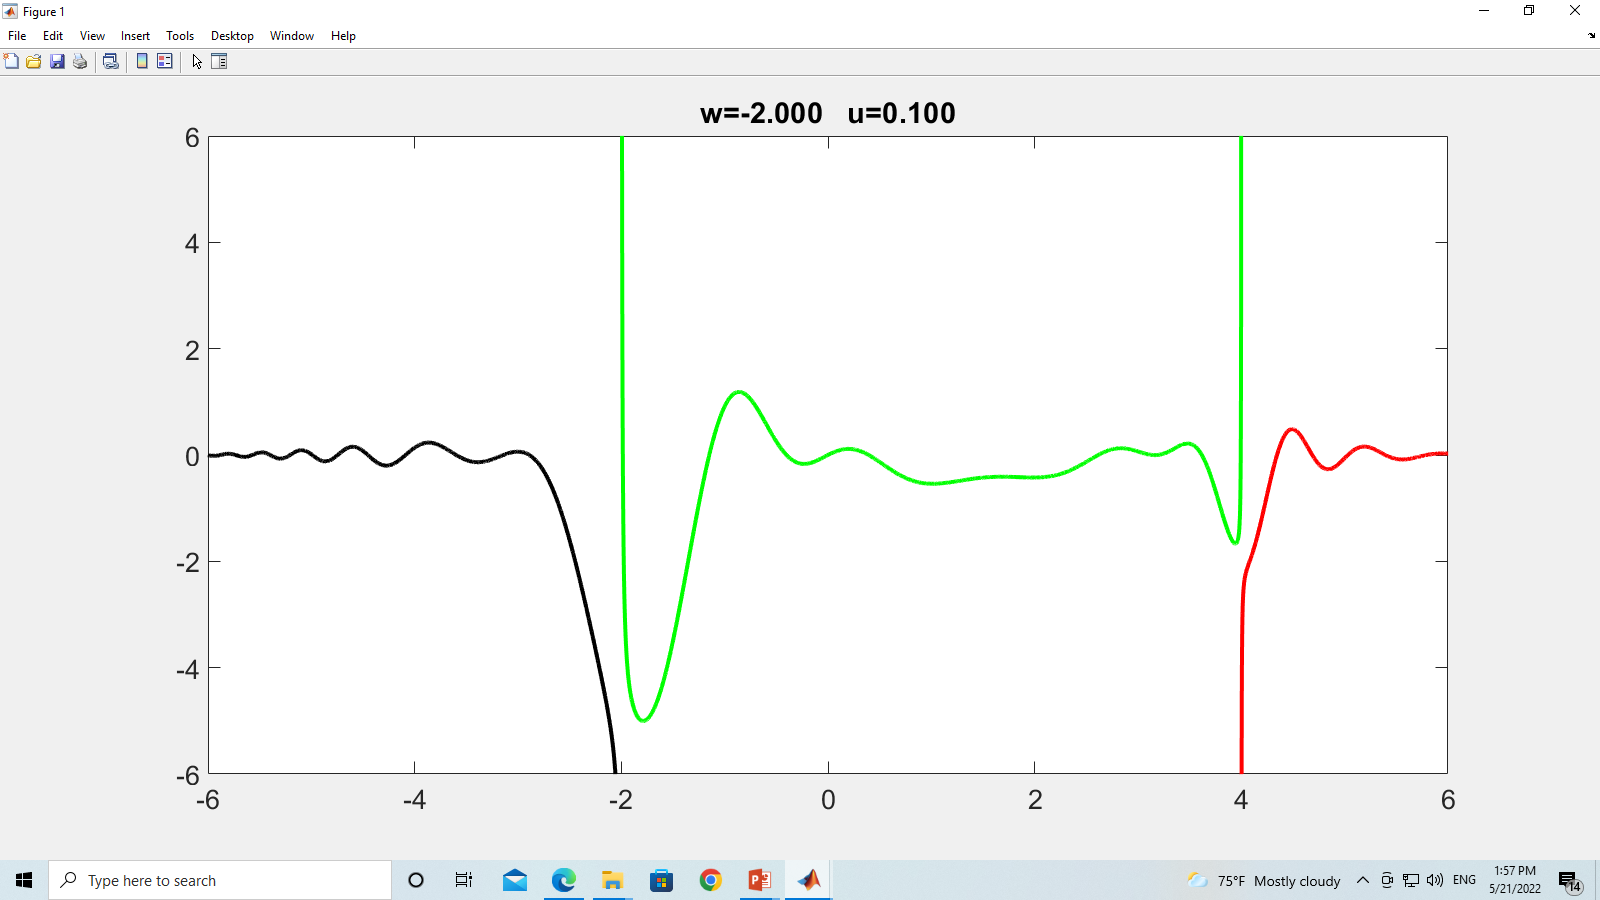 Figure 1
File Edit View Insert Tools Desktop Window Help
w=-2.000 u=0.100
6
4
2
0
-2
-4
-6
-6 -4 -2 0 2 4 6
Type here to search
75°F Mostly cloudy
ENG
1:57 PM
5/21/2022
14